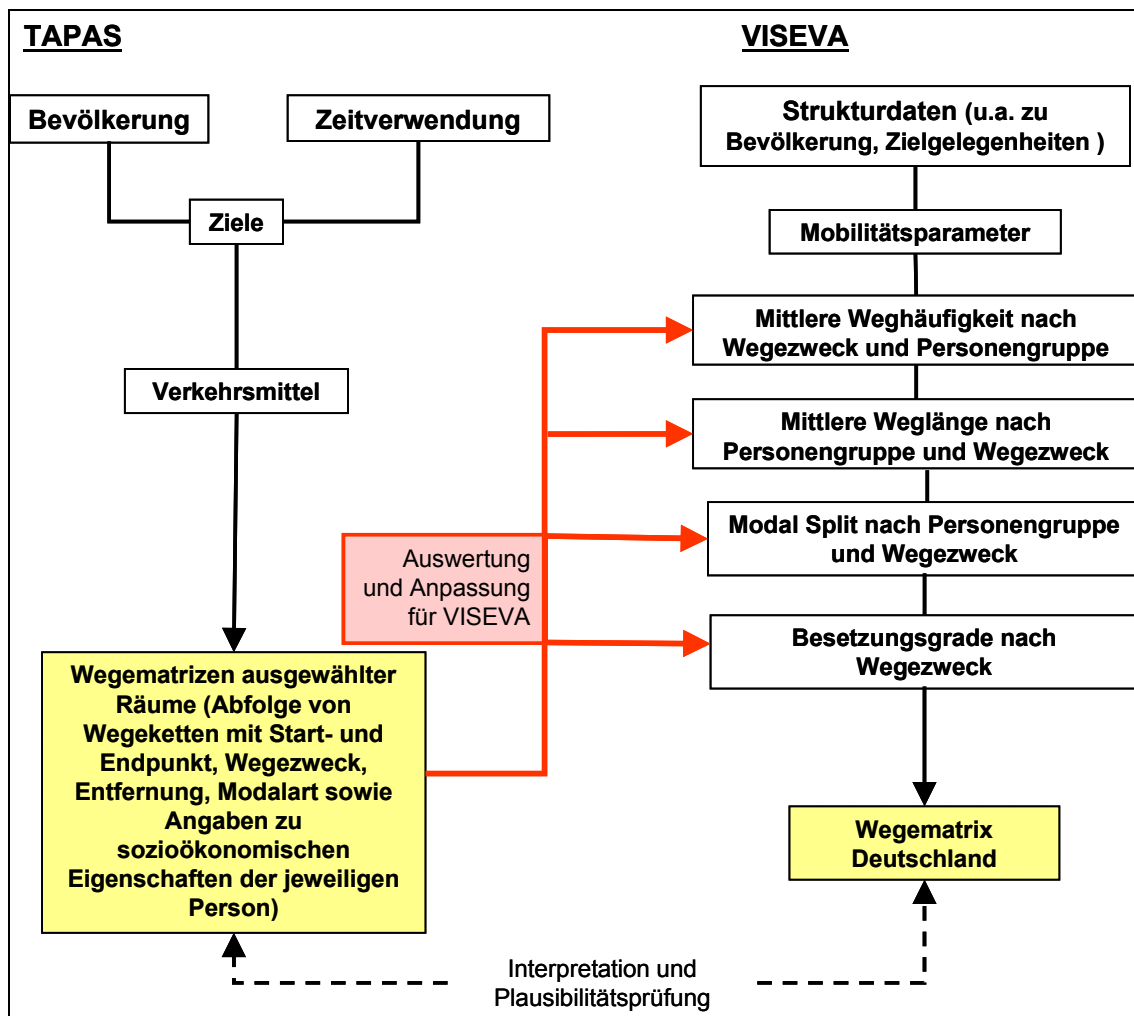 TAPAS
Bevölkerung
Zeitverwendung
Ziele
Verkehrsmittel
Wegematrizen ausgewählter
Räume (Abfolge von
Wegeketten mit Start- und
Endpunkt, Wegezweck,
Entfernung, Modalart sowie
Angaben zu
sozioökonomischen
Eigenschaften der jeweiligen
Person)
Auswertung
und Anpassung
für VISEVA
VISEVA
Strukturdaten (u.a. zu
Bevölkerung, Zielgelegenheiten )
Mobilitätsparameter
Mittlere Weghäufigkeit nach
Wegezweck und Personengruppe
Mittlere Weglänge nach
Personengruppe und Wegezweck
Modal Split nach Personengruppe
und Wegezweck
Besetzungsgrade nach
Wegezweck
Wegematrix
Deutschland
Interpretation und
Plausibilitätsprüfung